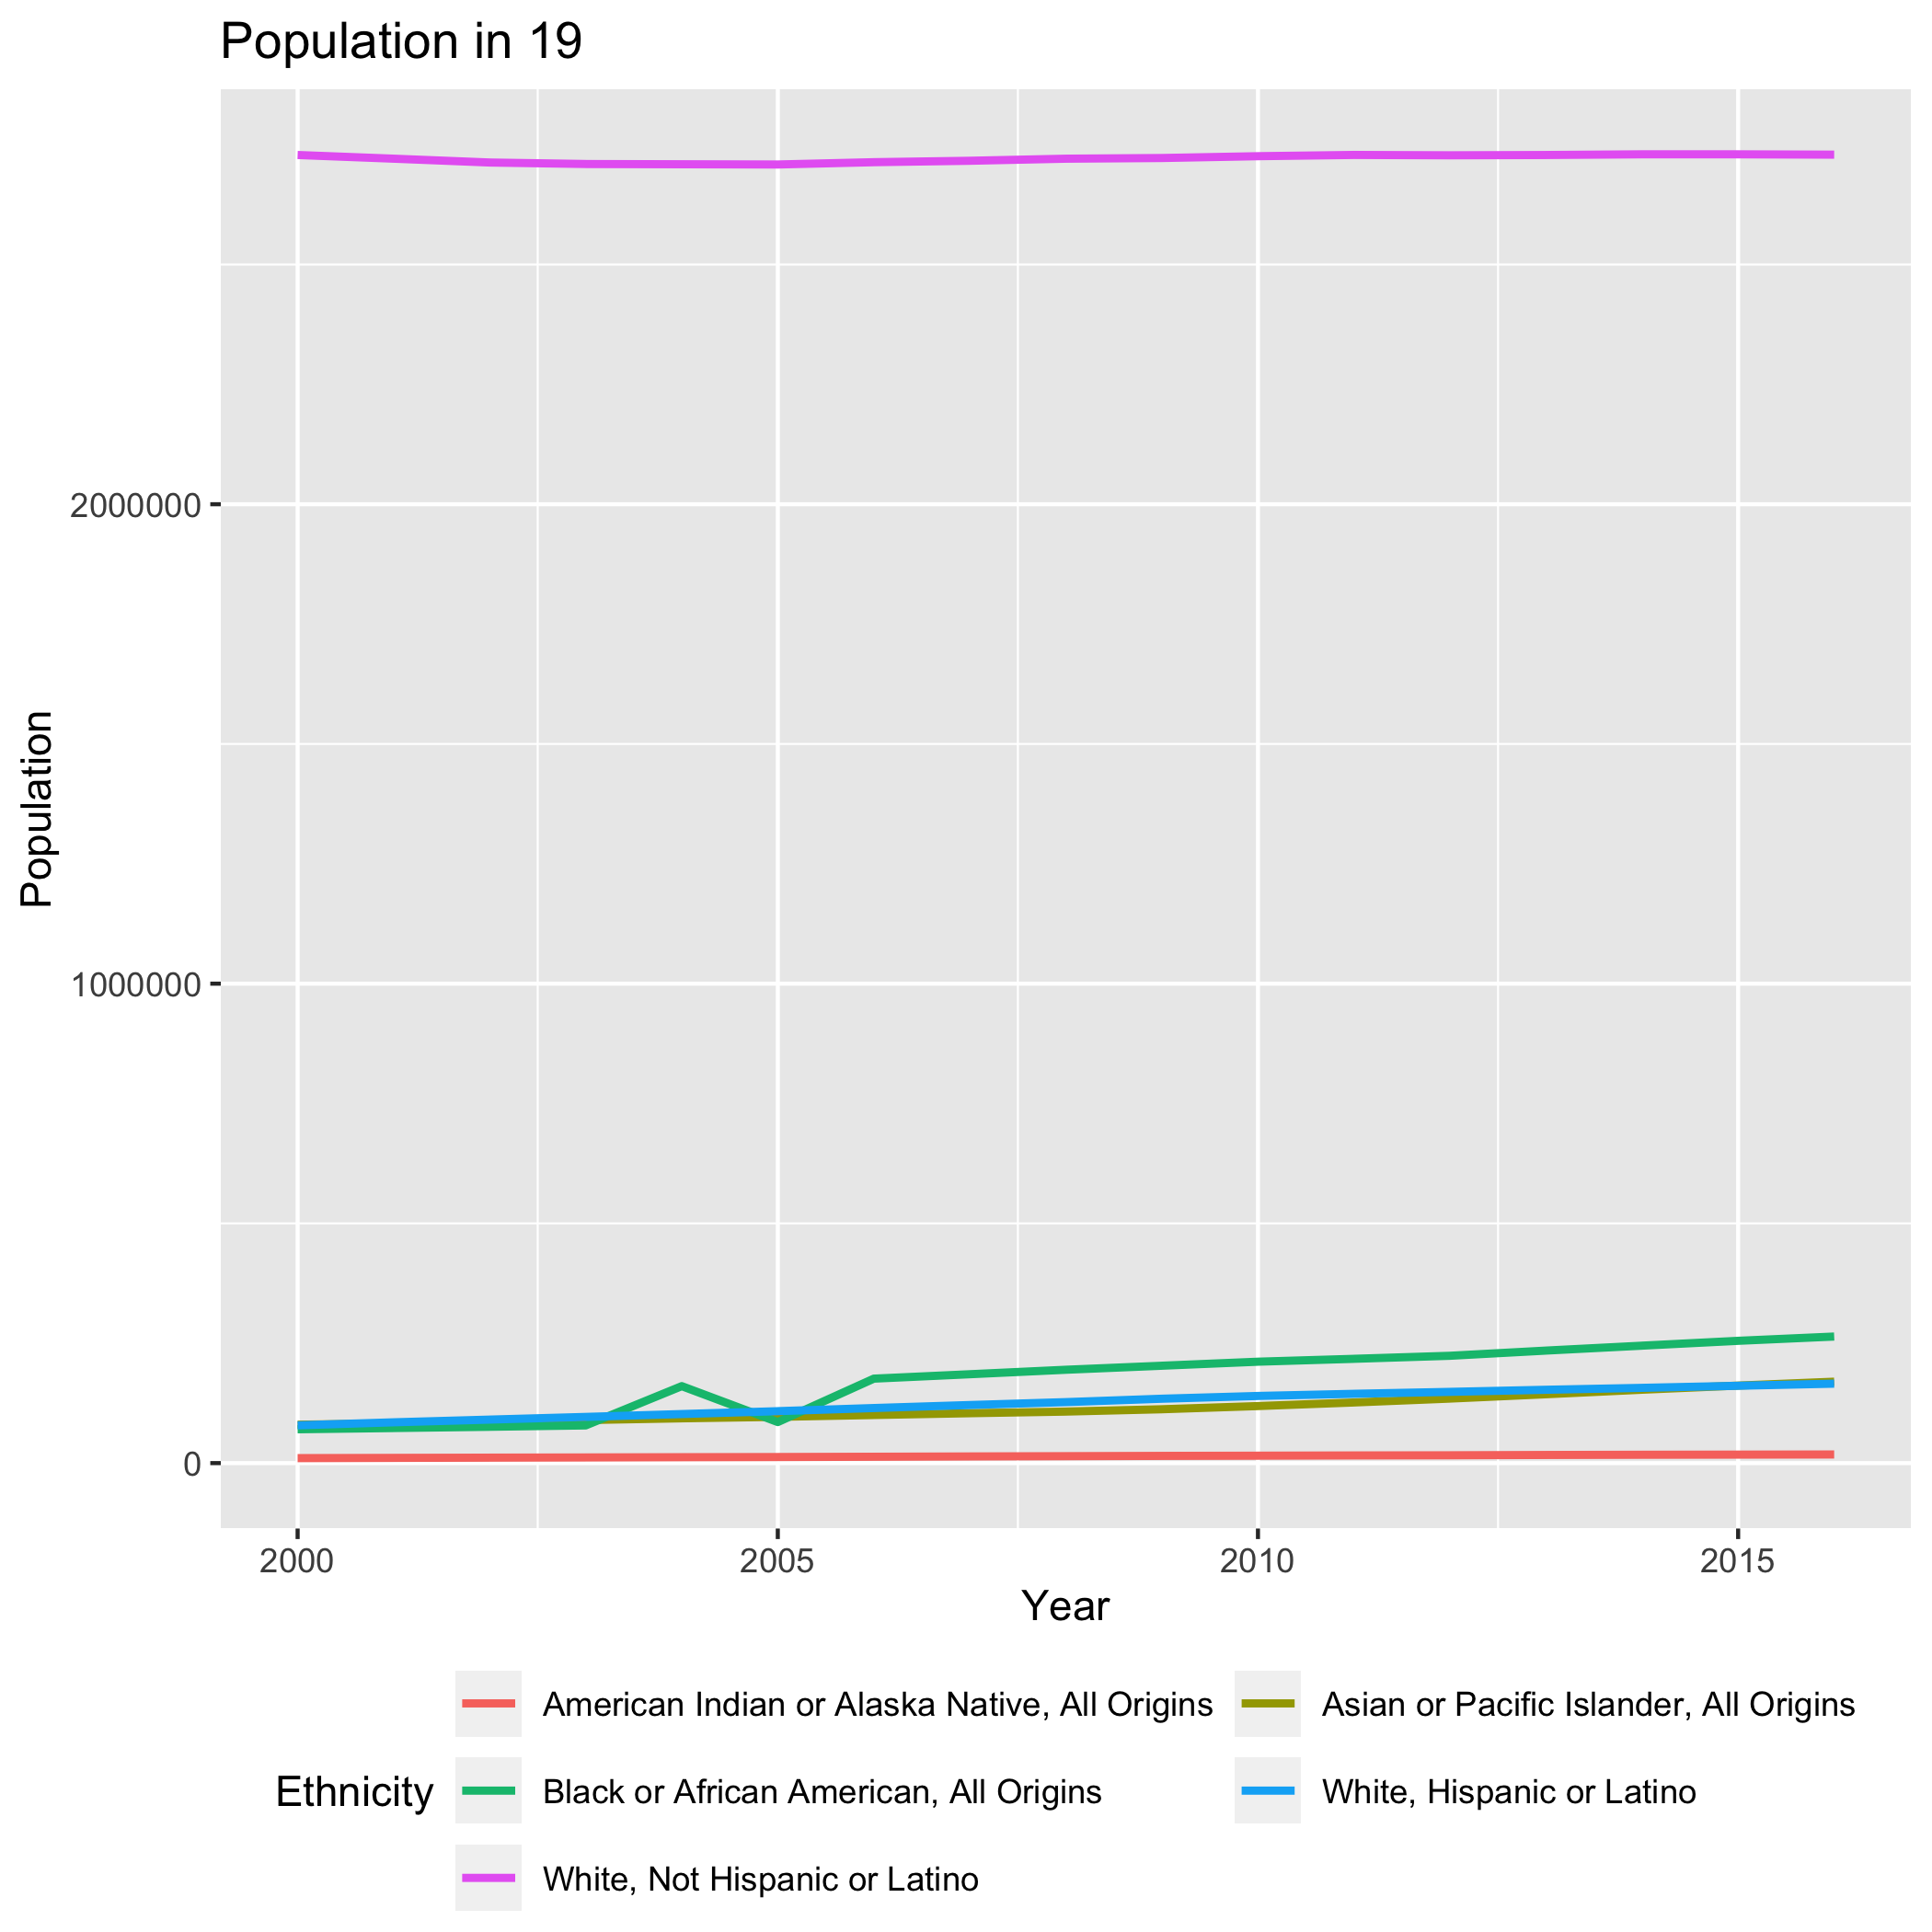 Population in 19
Population
2000000
1000000
0
2000 2005 2010 2015
Year
Ethnicity
American Indian or Alaska Native, All Origins
Asian or Pacific Islander, All Origins
Black or African American, All Origins
White, Hispanic or Latino
White, Not Hispanic or Latino